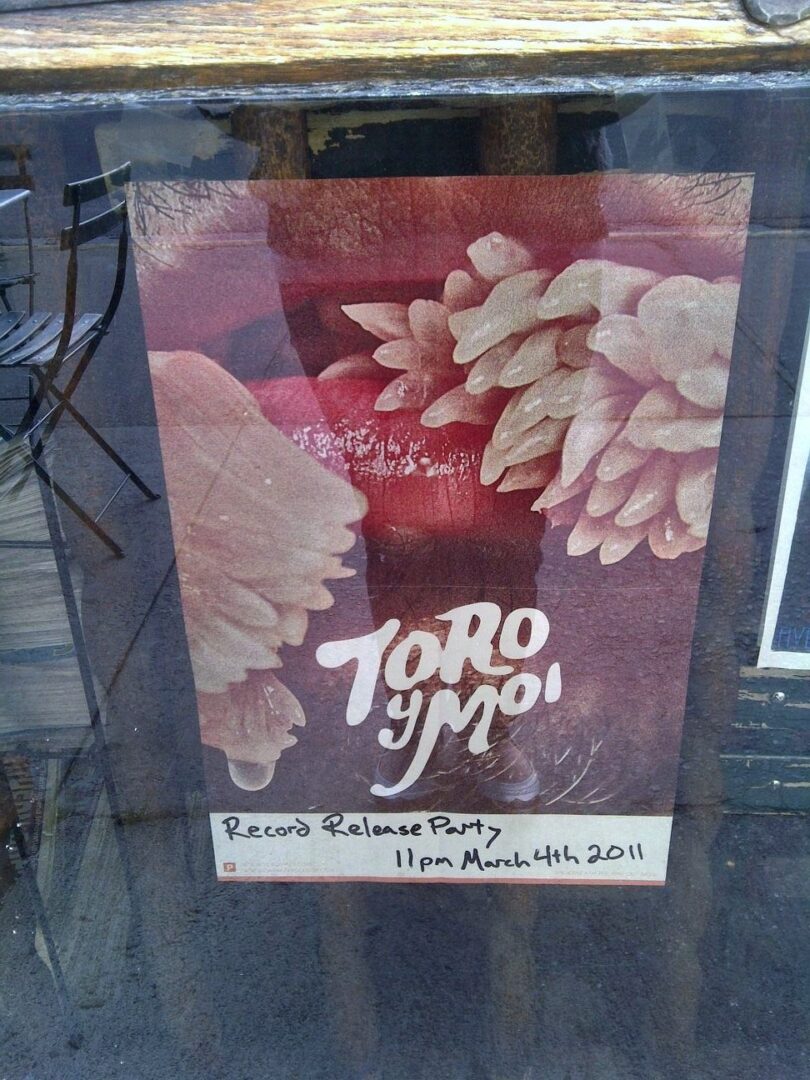 TORO
Y MOI
Record Release Party
11pm March 4th 2011
P